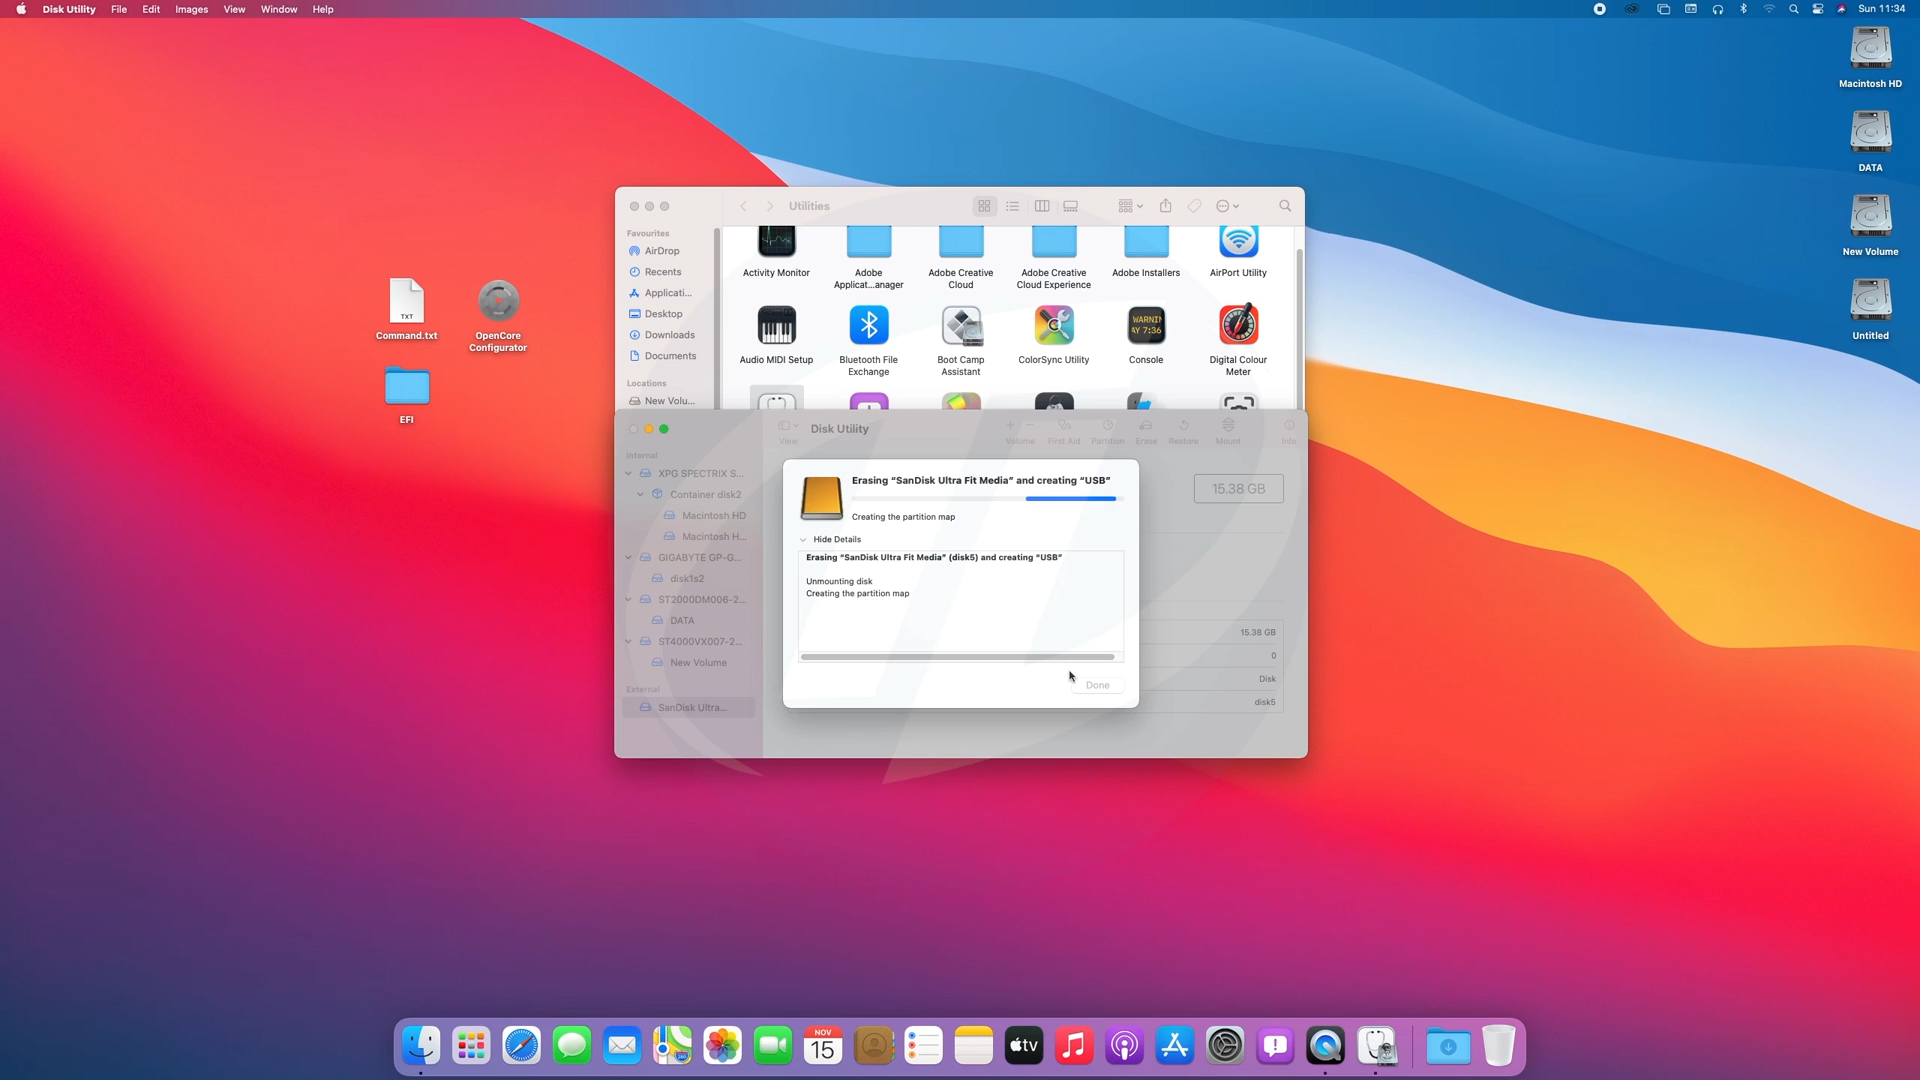 Disk Utility File Edit Images View Window Help
Sun 11:34
Macintosh HD
DATA
New Volume
Untitled
TXT
Command.txt
OpenCore
Configurator
EFI
Utilities
Favourites
AirDrop
Recents
Applicati...
Desktop
Downloads
Documents
Locations
New Volu...
Activity Monitor
Adobe
Applicat...anager
Adobe Creative
Cloud
Adobe Creative
Cloud Experience
Adobe Installers
AirPort Utility
Audio MIDI Setup
Bluetooth File
Exchange
Boot Camp
Assistant
ColorSync Utility
WARNIN
AY 7:36
Console
Digital Colour
Meter
View
Disk Utility
Volume
First Aid
Partition
Erase
Restore
Mount
Info
Internal
XPG SPECTRIX S...
Container disk2
Macintosh HD
Macintosh H...
GIGABYTE GP-G...
disk1s2
ST2000DM006-2...
DATA
ST4000VX007-2...
New Volume
External
SanDisk Ultra...
15.38 GB
Erasing “SanDisk Ultra Fit Media” and creating “USB”
Creating the partition map
Hide Details
Erasing “SanDisk Ultra Fit Media” (disk5) and creating “USB”
Unmounting disk
Creating the partition map
Done
15.38 GB
0
Disk
disk5
NOV
15
tv